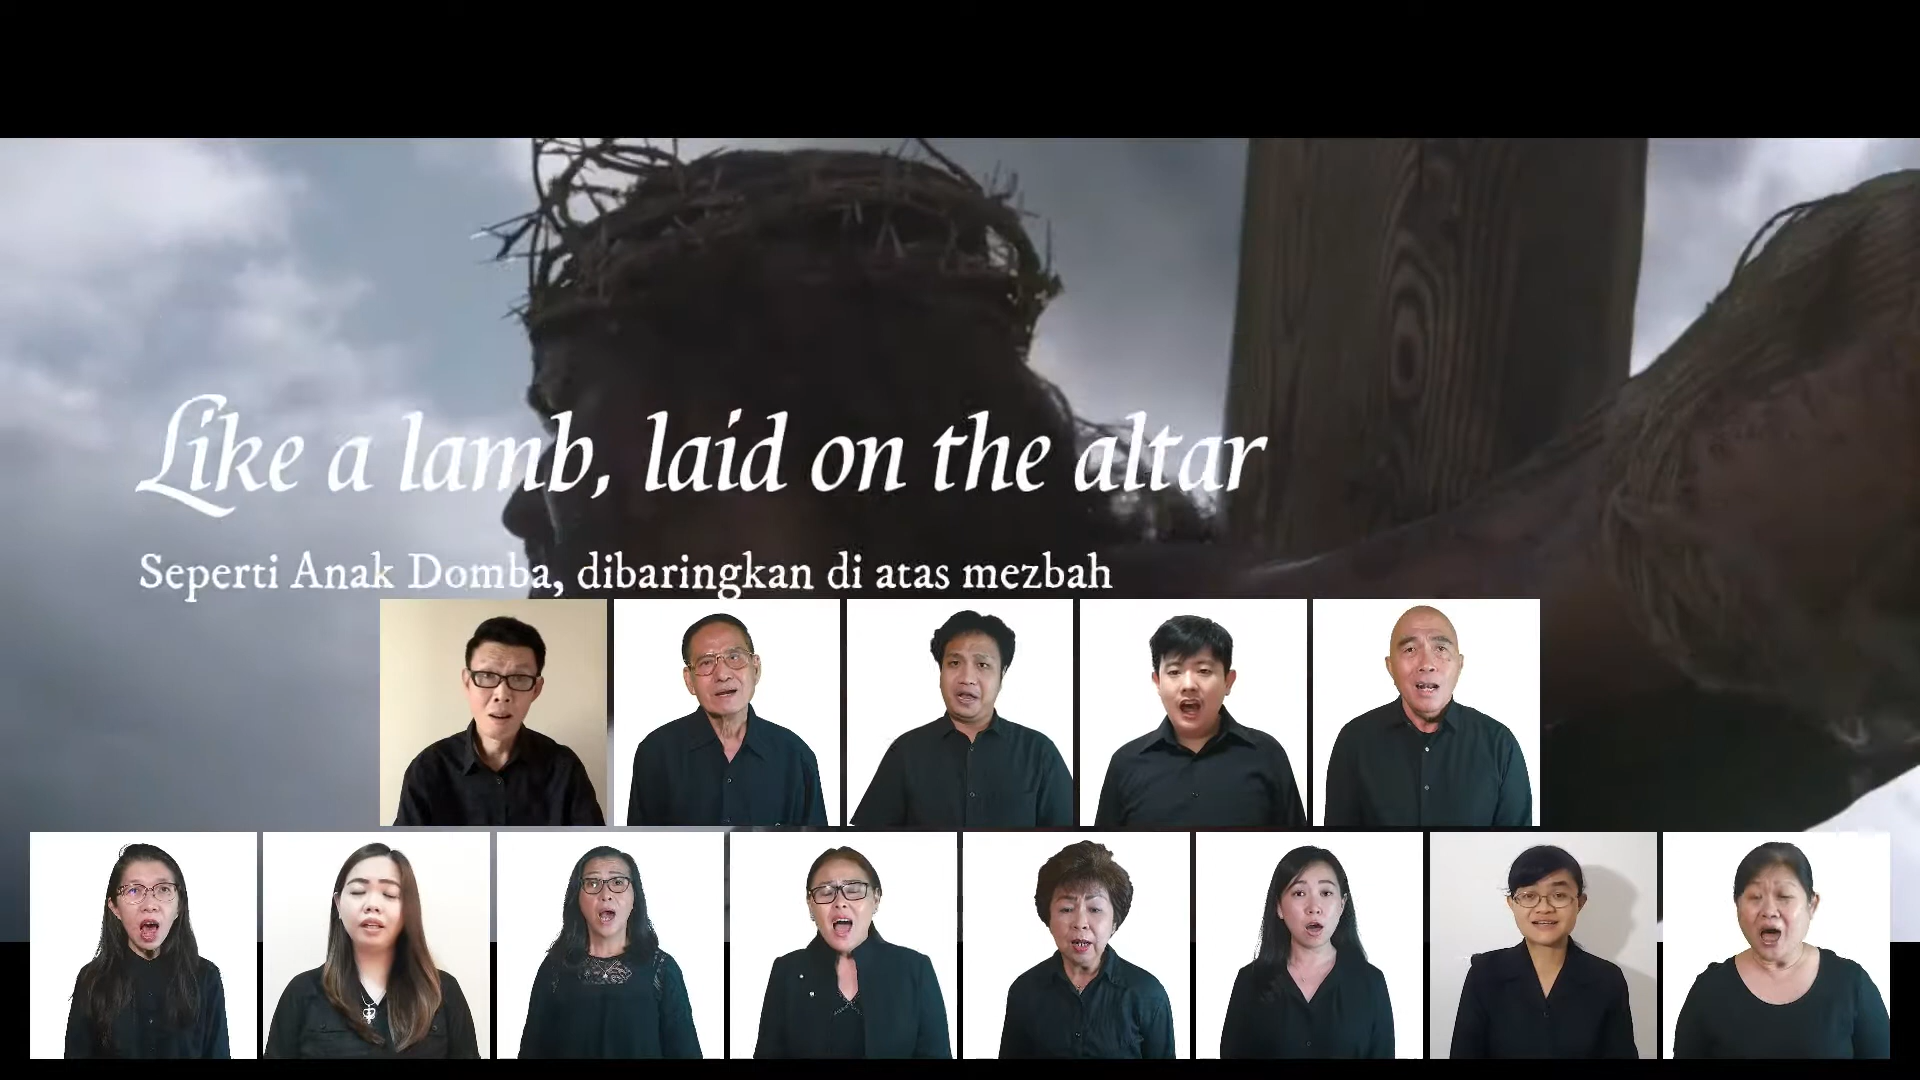 Like a lamb, laid on the altar
Seperti Anak Domba, dibaringkan di atas mezbah